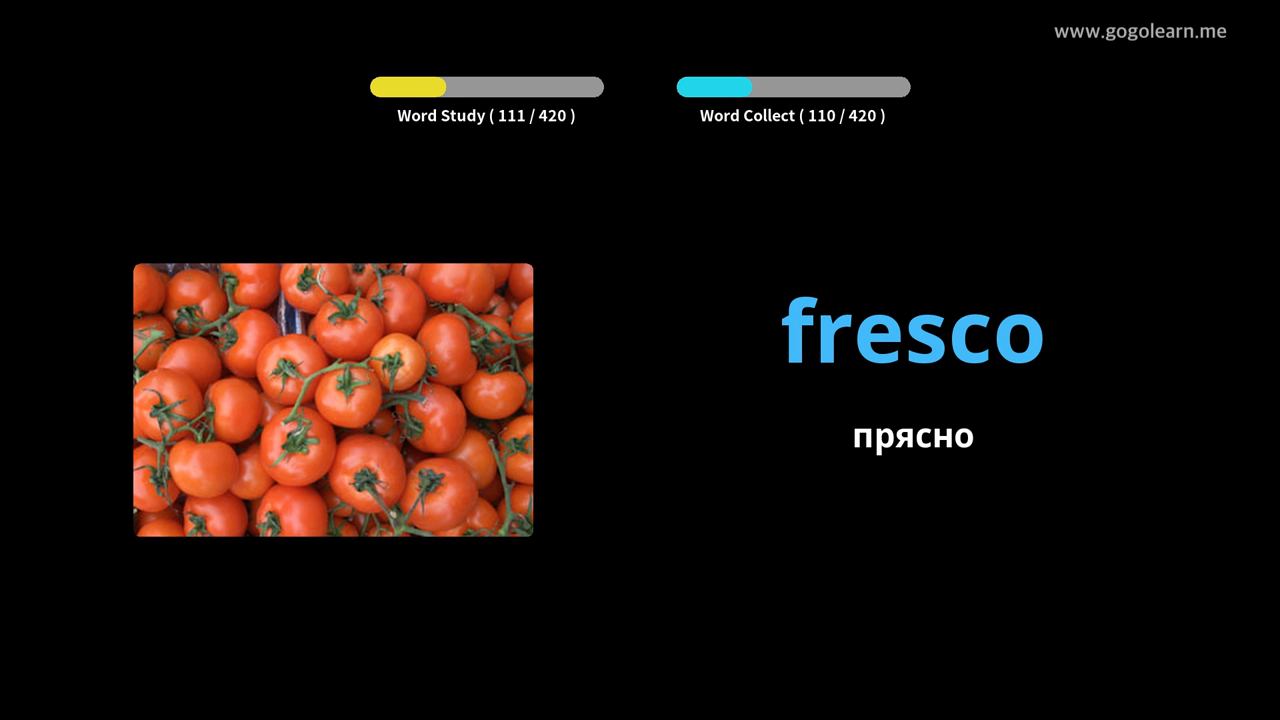 www.gogolearn.me
Word Study ( 111 / 420 )
Word Collect ( 110 / 420 )
fresco
прясно